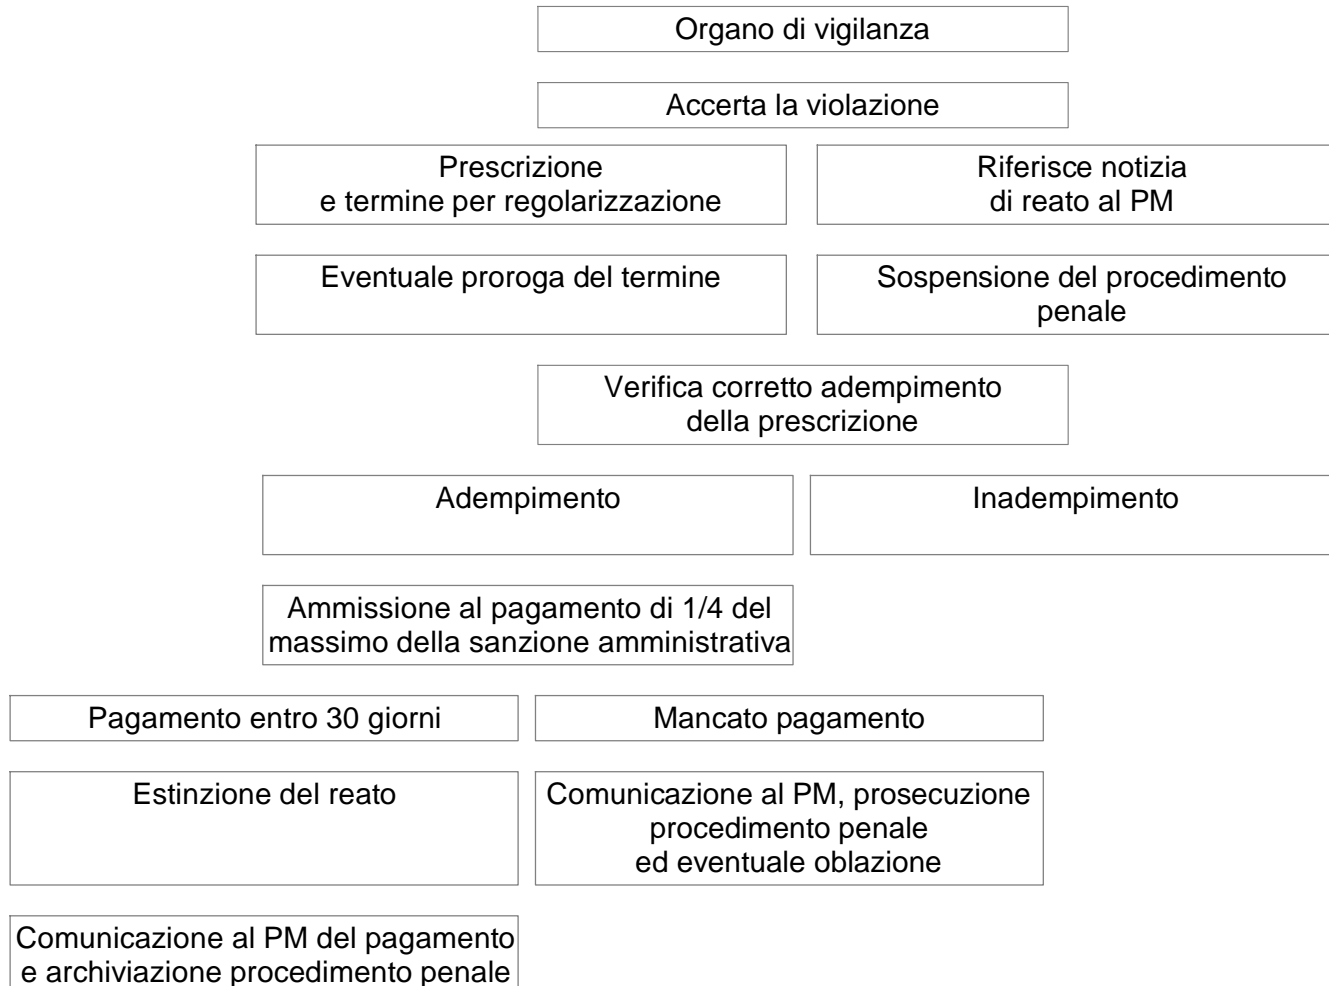 Organo di vigilanza
Accerta la violazione
Prescrizione
e termine per regolarizzazione
Riferisce notizia
di reato al PM
Eventuale proroga del termine
Sospensione del procedimento
penale
Verifica corretto adempimento
della prescrizione
Adempimento
Inadempimento
Ammissione al pagamento di 1/4 del
massimo della sanzione amministrativa
Pagamento entro 30 giorni
Mancato pagamento
Estinzione del reato
Comunicazione al PM, prosecuzione
procedimento penale
ed eventuale oblazione
Comunicazione al PM del pagamento
e archiviazione procedimento penale